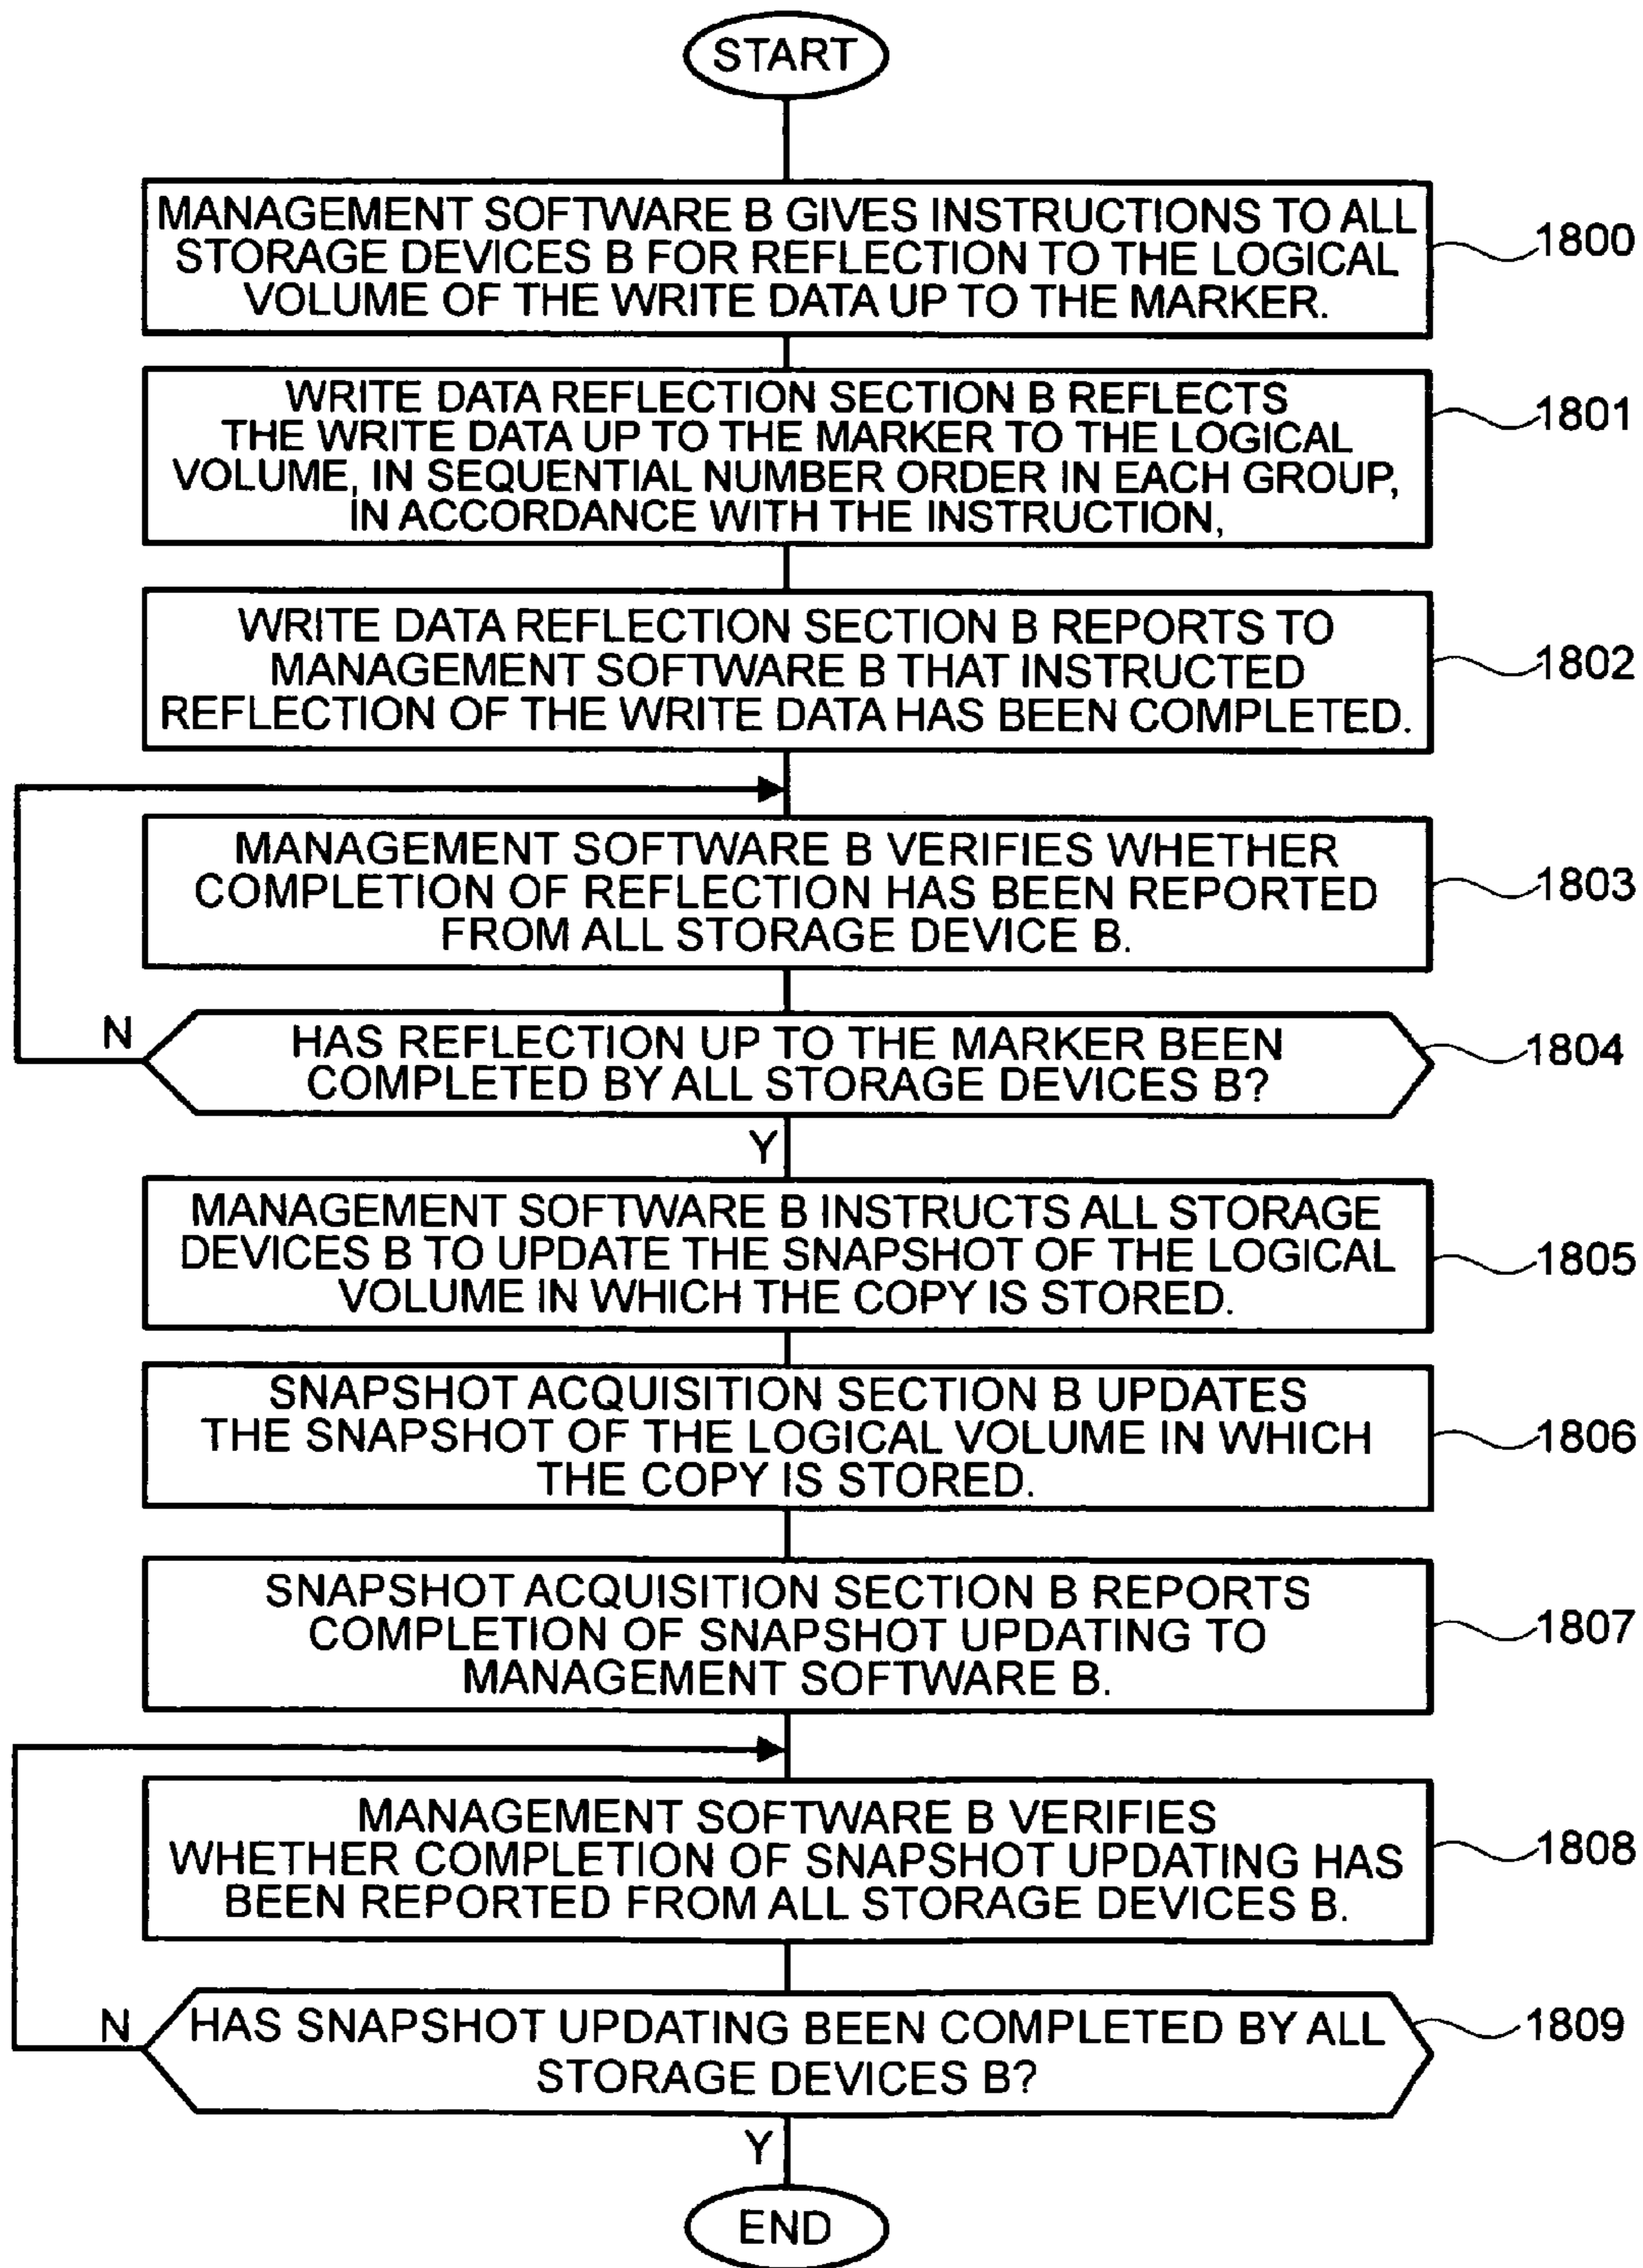 START
MANAGEMENT SOFTWARE B GIVES INSTRUCTIONS TO ALL
STORAGE DEVICES B FOR REFLECTION TO THE LOGICAL
VOLUME OF THE WRITE DATA UP TO THE MARKER.
1800
WRITE DATA REFLECTION SECTION B REFLECTS
THE WRITE DATA UP TO THE MARKER TO THE LOGICAL
VOLUME, IN SEQUENTIAL NUMBER ORDER IN EACH GROUP,
IN ACCORDANCE WITH THE INSTRUCTION,
1801
WRITE DATA REFLECTION SECTION B REPORTS TO
MANAGEMENT SOFTWARE B THAT INSTRUCTED
REFLECTION OF THE WRITE DATA HAS BEEN COMPLETED.
1802
MANAGEMENT SOFTWARE B VERIFIES WHETHER
COMPLETION OF REFLECTION HAS BEEN REPORTED
FROM ALL STORAGE DEVICE B.
1803
N
HAS REFLECTION UP TO THE MARKER BEEN
COMPLETED BY ALL STORAGE DEVICES B?
1804
Y
MANAGEMENT SOFTWARE B INSTRUCTS ALL STORAGE
DEVICES B TO UPDATE THE SNAPSHOT OF THE LOGICAL
VOLUME IN WHICH THE COPY IS STORED.
1805
SNAPSHOT ACQUISITION SECTION B UPDATES
THE SNAPSHOT OF THE LOGICAL VOLUME IN WHICH
THE COPY IS STORED.
1806
SNAPSHOT ACQUISITION SECTION B REPORTS
COMPLETION OF SNAPSHOT UPDATING TO
MANAGEMENT SOFTWARE B.
1807
MANAGEMENT SOFTWARE B VERIFIES
WHETHER COMPLETION OF SNAPSHOT UPDATING HAS
BEEN REPORTED FROM ALL STORAGE DEVICES B.
1808
N
HAS SNAPSHOT UPDATING BEEN COMPLETED BY ALL
STORAGE DEVICES B?
1809
Y
END